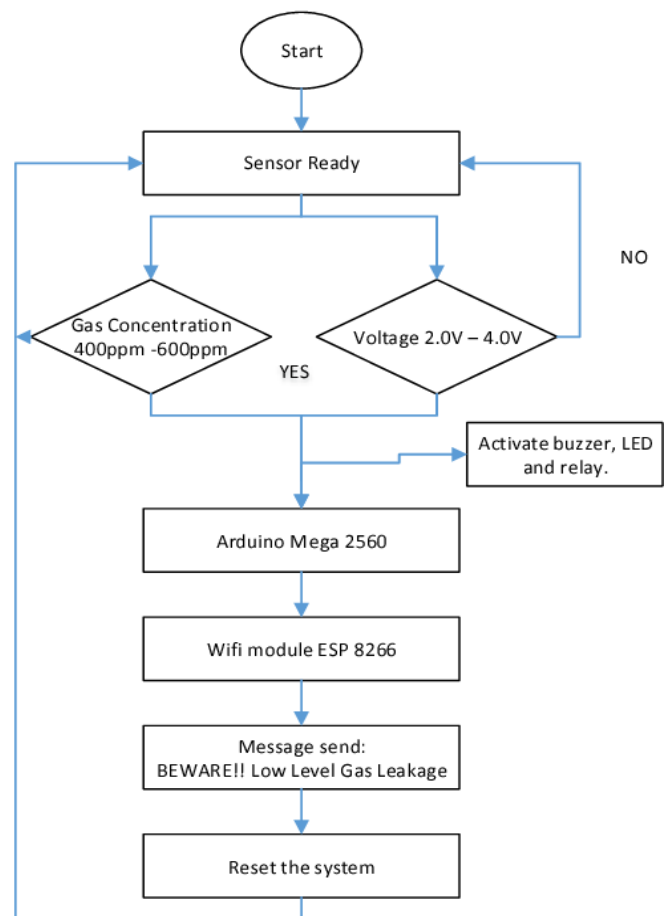 Start
Sensor Ready
NO
Gas Concentration
400ppm -600ppm
Voltage 2.0V – 4.0V
YES
Activate buzzer, LED
and relay.
Arduino Mega 2560
Wifi module ESP 8266
Message send:
BEWARE!! Low Level Gas Leakage
Reset the system